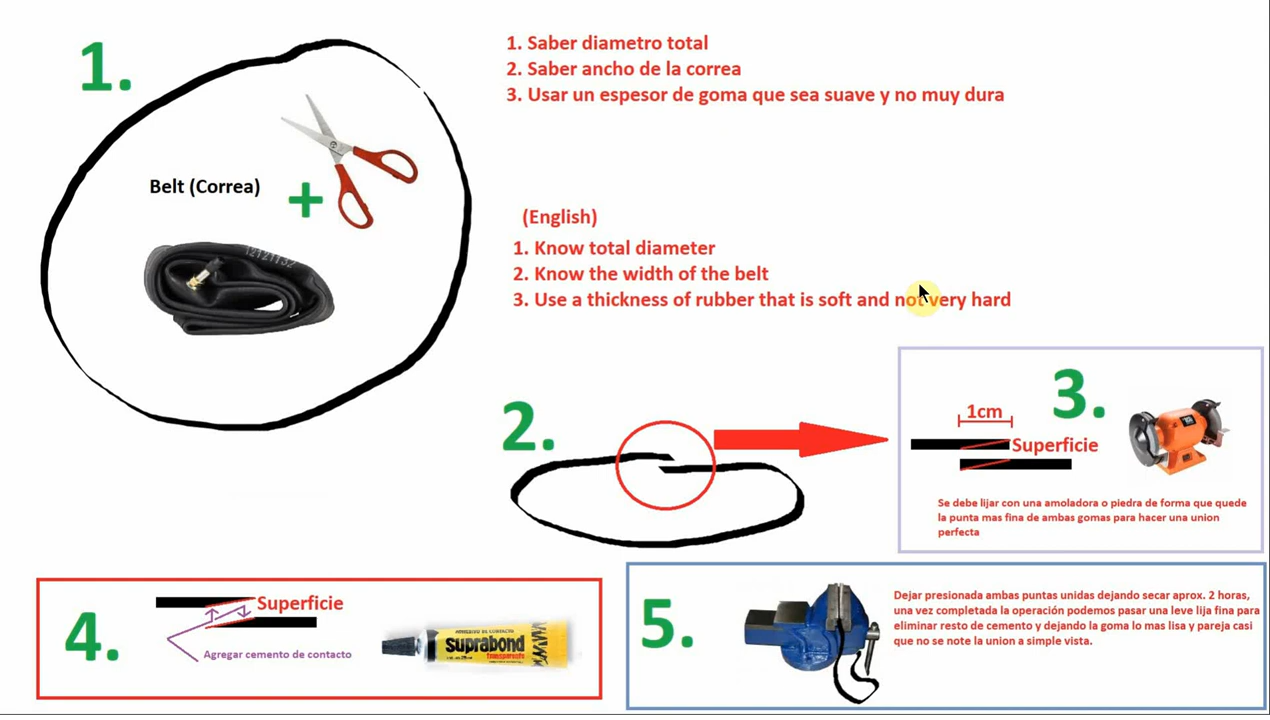 1.
1. Saber diametro total
2. Saber ancho de la correa
3. Usar un espesor de goma que sea suave y no muy dura
Belt (Correa)
+
12121132
(English)
1. Know total diameter
2. Know the width of the belt
3. Use a thickness of rubber that is soft and not very hard
2.
3.
1cm
Superficie
Se debe lijar con una amoladora o piedra de forma que quede
la punta mas fina de ambas gomas para hacer una union
perfecta
4.
Superficie
Agregar cemento de contacto
ADHESIVO DE CONTACTO
suprabond
transparente
5.
Dejar presionada ambas puntas unidas dejando secar aprox. 2 horas,
una vez completada la operación podemos pasar una leve lija fina para
eliminar resto de cemento y dejando la goma lo mas lisa y pareja casi
que no se note la union a simple vista.